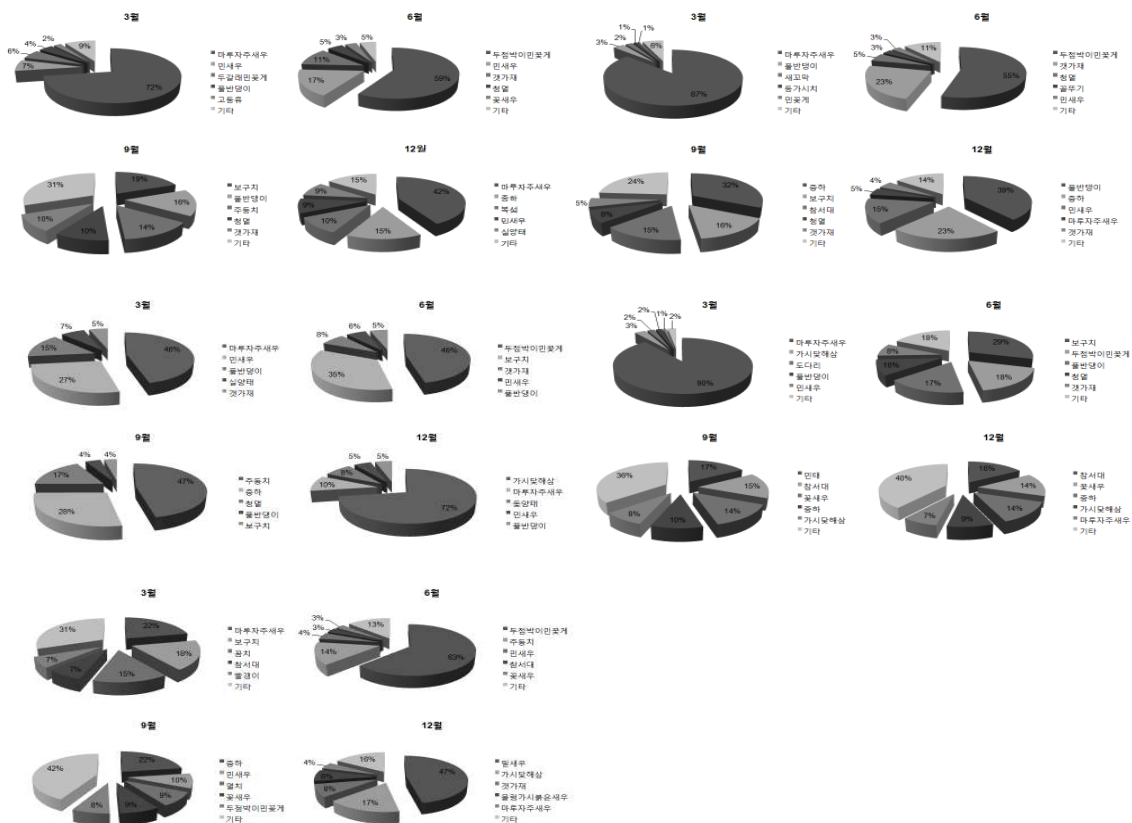 3월
9%
2%
4%
6%
7%
72%
마루자주새우
민새우
두갈래민꽃게
풀반댕이
고둥류
기타
6월
5%
3%
5%
11%
17%
59%
두점박이민꽃게
민새우
갯가재
청멸
꽃새우
기타
3월
1%
1%
2%
3%
6%
87%
마루자주새우
풀반댕이
새꼬막
등가시치
민꽃게
기타
6월
3%
3%
5%
11%
23%
55%
두점박이민꽃게
갯가재
청멸
꼴뚜기
민새우
기타
9월
31%
19%
16%
14%
10%
10%
보구치
풀반댕이
주둥치
청멸
갯가재
기타
12월
15%
9%
9%
10%
15%
42%
마루자주새우
중하
복섬
민새우
실양태
기타
9월
24%
5%
8%
15%
16%
32%
중하
보구치
참서대
청멸
갯가재
기타
12월
14%
4%
5%
15%
23%
39%
풀반댕이
중하
민새우
마루자주새우
갯가재
기타
3월
5%
7%
15%
27%
46%
마루자주새우
민새우
풀반댕이
실양태
갯가재
6월
5%
6%
8%
35%
46%
두점박이민꽃게
보구치
갯가재
민새우
풀반댕이
3월
2%
1%
2%
2%
3%
90%
마루자주새우
가시닻해삼
도다리
풀반댕이
민새우
기타
6월
18%
8%
29%
18%
17%
보구치
두점박이민꽃게
풀반댕이
청멸
갯가재
기타
9월
4%
4%
17%
28%
47%
주둥치
중하
청멸
풀반댕이
보구치
12월
5%
5%
8%
10%
72%
가시닻해삼
마루자주새우
돛양태
민새우
풀반댕이
9월
36%
17%
15%
14%
10%
8%
민태
참서대
꽃새우
중하
가시닻해삼
기타
12월
40%
16%
14%
14%
9%
7%
참서대
꽃새우
중하
가시닻해삼
마루자주새우
기타
3월
31%
22%
18%
15%
7%
7%
마루자주새우
보구치
꼼치
참서대
물갱이
기타
6월
3%
3%
4%
13%
14%
63%
두점박이민꽃게
주둥치
민새우
참서대
꽃새우
기타
9월
42%
22%
10%
9%
9%
8%
중하
민새우
멸치
꽃새우
두점박이민꽃게
기타
12월
16%
4%
8%
8%
17%
47%
밀새우
가시닻해삼
갯가재
물렁가시붉은새우
마루자주새우
기타